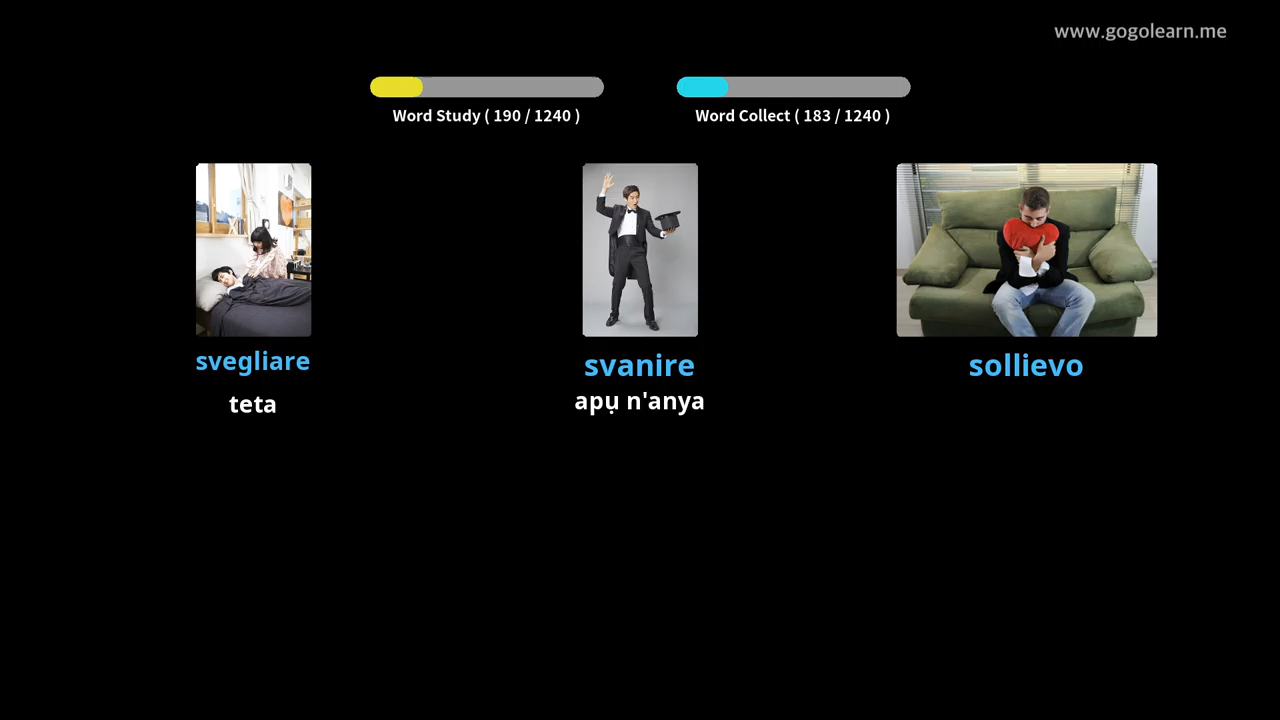 www.gogolearn.me
Word Study ( 190 / 1240 )
Word Collect ( 183 / 1240 )
svegliare
teta
svanire
apụ n'anya
sollievo